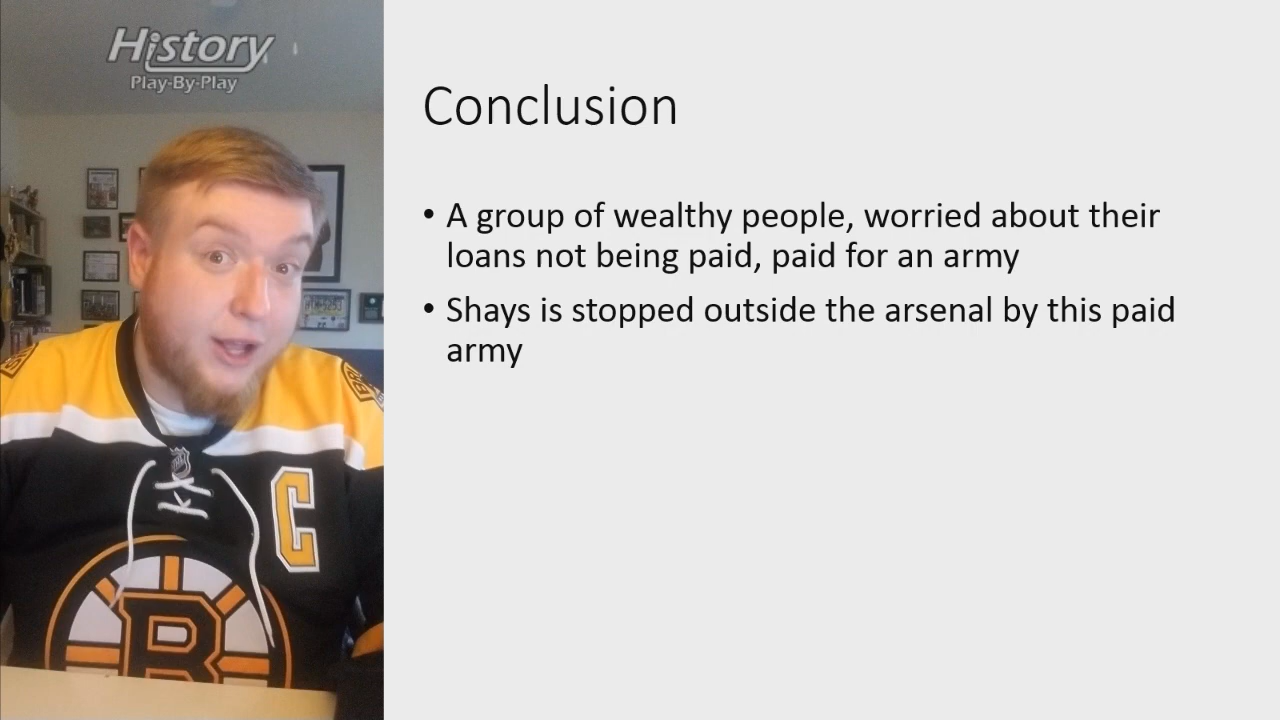 History
Play-By-Play
Conclusion
• A group of wealthy people, worried about their
loans not being paid, paid for an army
• Shays is stopped outside the arsenal by this paid
army
C
B